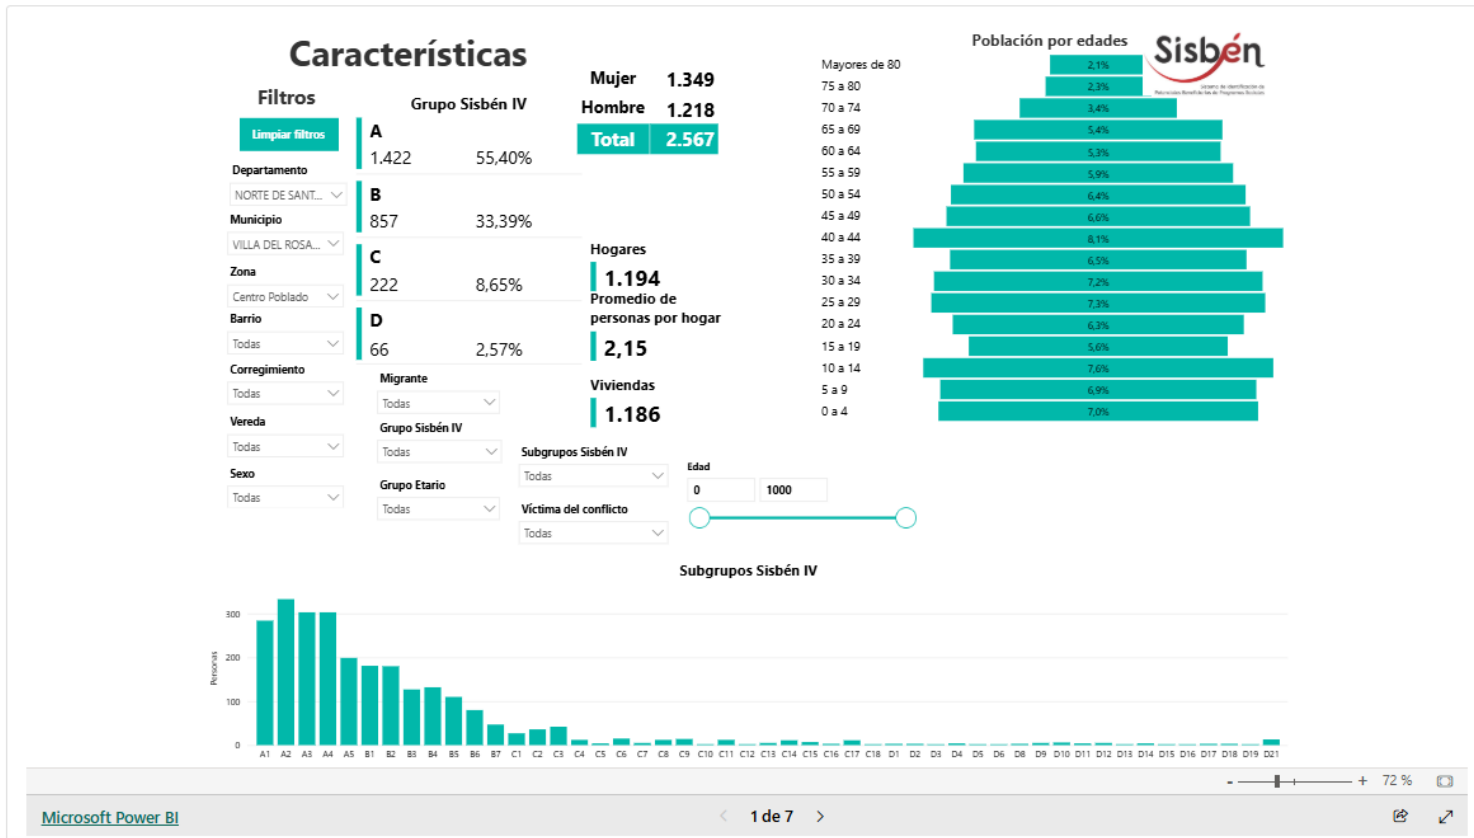 Características
Filtros
Limpiar filtros
Departamento
NORTE DE SANT...
Municipio
VILLA DEL ROSA...
Zona
Centro Poblado
Barrio
Todas
Corregimiento
Todas
Vereda
Todas
Sexo
Todas
Grupo Sisbén IV
A
1.422 55,40%
B
857 33,39%
C
222 8,65%
D
66 2,57%
Migrante
Todas
Grupo Sisbén IV
Todas
Grupo Etario
Todas
Mujer 1.349
Hombre 1.218
Total 2.567
Hogares
1.194
Promedio de
personas por hogar
2,15
Viviendas
1.186
Subgrupos Sisbén IV
Todas
Víctima del conflicto
Todas
Edad
0 1000
Población por edades
Sisbén
Sistema de Identificación de
Potenciales Beneficiarios de Programas Sociales
Mayores de 80 2,1%
75 a 80 2,3%
70 a 74 3,4%
65 a 69 5,4%
60 a 64 5,3%
55 a 59 5,9%
50 a 54 6,4%
45 a 49 6,6%
40 a 44 8,1%
35 a 39 6,5%
30 a 34 7,2%
25 a 29 7,3%
20 a 24 6,3%
15 a 19 5,6%
10 a 14 7,6%
5 a 9 6,9%
0 a 4 7,0%
Subgrupos Sisbén IV
Personas
300
200
100
0
A1 A2 A3 A4 A5 B1 B2 B3 B4 B5 B6 B7 C1 C2 C3 C4 C5 C6 C7 C8 C9 C10 C11 C12 C13 C14 C15 C16 C17 C18 D1 D2 D3 D4 D5 D6 D8 D9 D10 D11 D12 D13 D14 D15 D16 D17 D18 D19 D21
- + 72 %
Microsoft Power BI
1 de 7